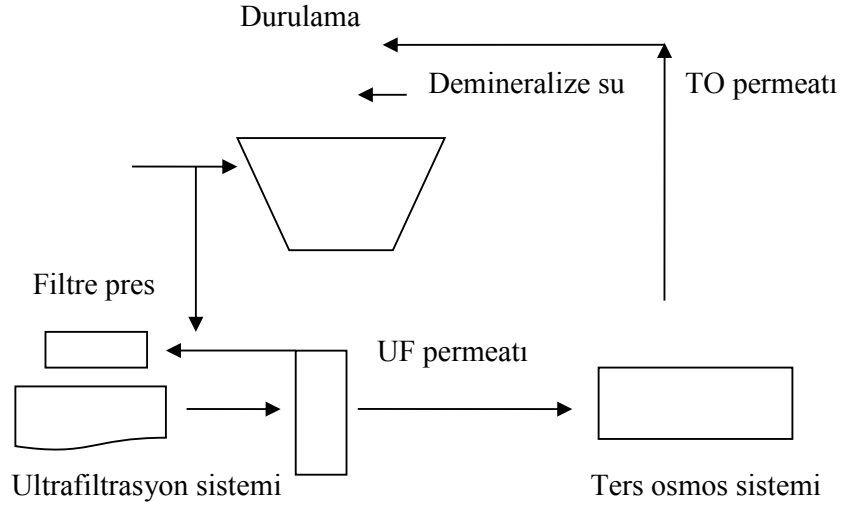 Durulama
Demineralize su
TO permeatı
Filtre pres
UF permeatı
Ultrafiltrasyon sistemi
Ters osmos sistemi